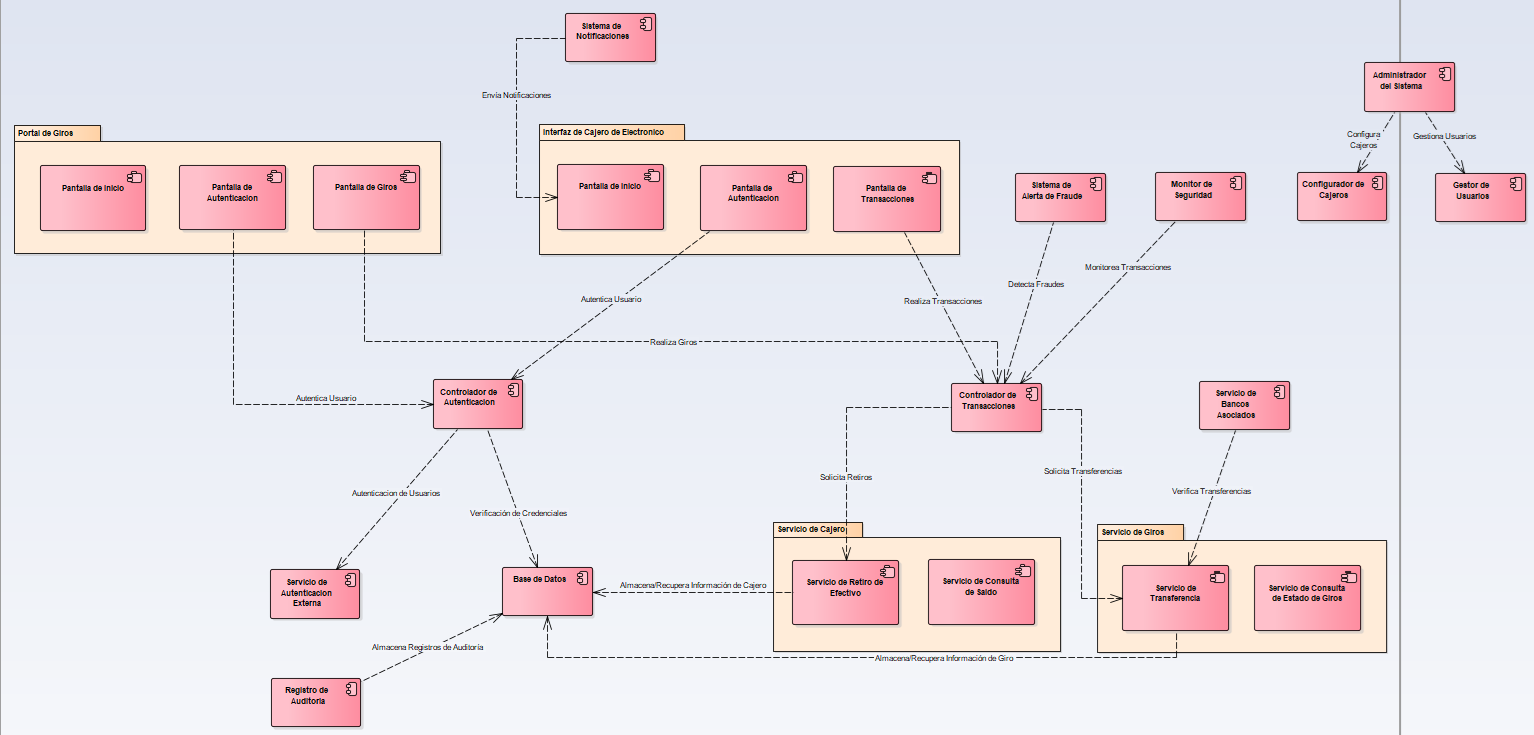 Sistema de
Notificaciones
Administrador
del Sistema
Envía Notificaciones
Portal de Giros
Interfaz de Cajero de Electronico
Configura
Cajeros
Gestiona Usuarios
Pantalla de Inicio
Pantalla de
Autenticacion
Pantalla de Giros
Pantalla de Inicio
Pantalla de
Autenticacion
Pantalla de
Transacciones
Sistema de
Alerta de Fraude
Monitor de
Seguridad
Configurador de
Cajeros
Gestor de
Usuarios
Monitorea Transacciones
Detecta Fraudes
Autentica Usuario
Realiza Transacciones
Realiza Giros
Autentica Usuario
Controlador de
Autenticacion
Controlador de
Transacciones
Servicio de
Bancos
Asociados
Solicita Retiros
Solicita Transferencias
Autenticacion de Usuarios
Verifica Transferencias
Verificación de Credenciales
Servicio de Cajero
Servicio de Giros
Servicio de
Autenticacion
Externa
Base de Datos
Almacena/Recupera Información de Cajero
Servicio de Retiro de
Efectivo
Servicio de Consulta
de Saldo
Servicio de
Transferencia
Servicio de Consulta
de Estado de Giros
Almacena Registros de Auditoría
Almacena/Recupera Información de Giro
Registro de
Auditoría